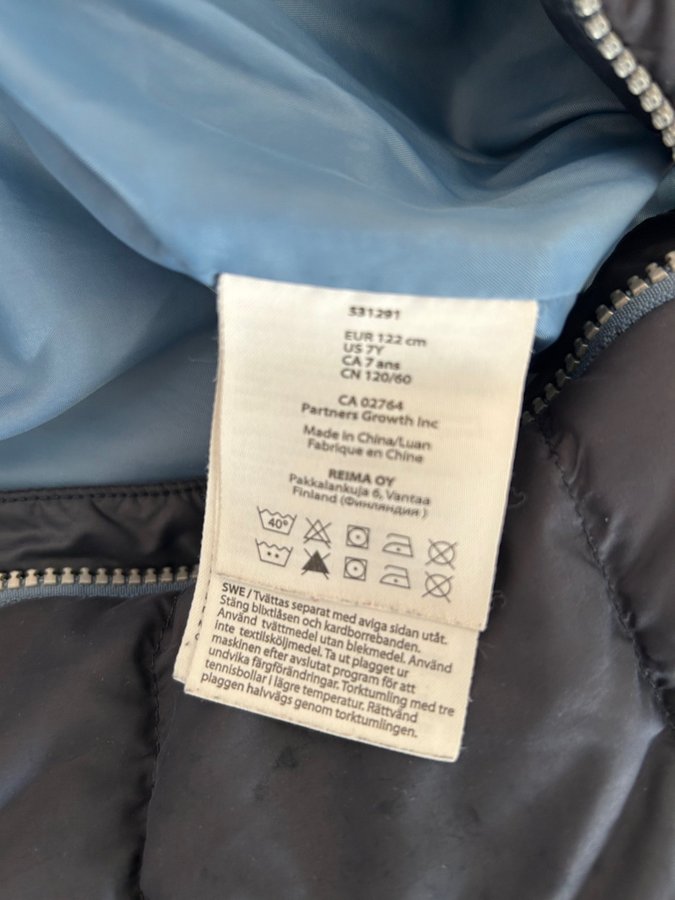 531291
EUR 122 cm
US 7Y
CA 7 ans
CN 120/60
CA 02764
Partners Growth Inc
Made in China/Luan
Fabrique en Chine
REIMA OY
Pakkalankuja 6, Vantaa
Finland (Финляндия )
40°
SWE / Tvättas separat med aviga sidan utåt.
Stäng blixtlåsen och kardborrebanden.
Använd tvättmedel utan blekmedel. Använd
inte textilsköljmedel. Ta ut plagget ur
maskinen efter avslutat program för att
undvika färgförändringar. Torktumling med tre
tennisbollar i lägre temperatur. Rättvänd
plaggen halvvägs genom torktumlingen.